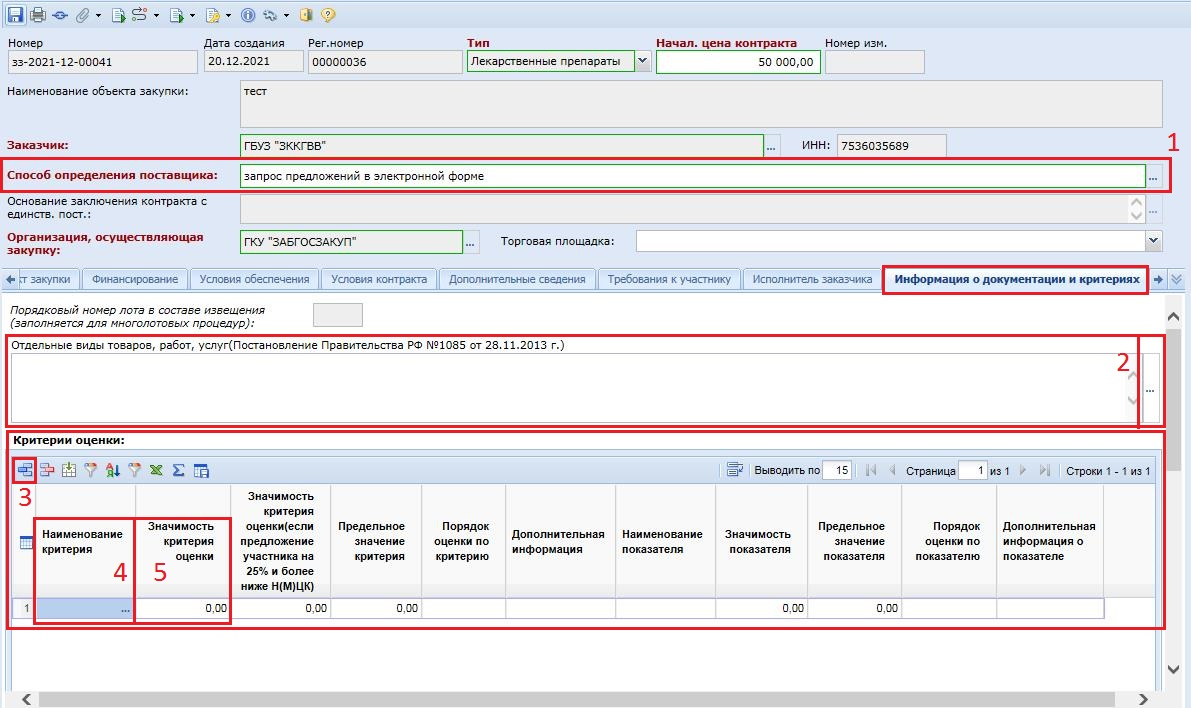 Номер Дата создания Рег.номер Тип Начал. цена контракта Номер изм.
зз-2021-12-00041 20.12.2021 00000036 Лекарственные препараты 50 000,00
Наименование объекта закупки: тест
Заказчик: ГБУЗ "ЗККГВВ" ... ИНН: 7536035689
1
Способ определения поставщика: запрос предложений в электронной форме ...
Основание заключения контракта с
единств. пост.: ...
Организация, осуществляющая
закупку: ГКУ "ЗАБГОСЗАКУП" ... Торговая площадка:
кт закупки Финансирование Условия обеспечения Условия контракта Дополнительные сведения Требования к участнику Исполнитель заказчика Информация о документации и критериях
Порядковый номер лота в составе извещения
(заполняется для многолотовых процедур):
Отдельные виды товаров, работ, услуг(Постановление Правительства РФ №1085 от 28.11.2013 г.)
2
...
Критерии оценки:
Выводить по 15 Страница 1 из 1 Строки 1 - 1 из 1
3
Наименование
критерия
4
Значимость
критерия
оценки
5
Значимость
критерия
оценки(если
предложение
участника на
25% и более
ниже Н(М)ЦК)
Предельное
значение
критерия
Порядок
оценки по
критерию
Дополнительная
информация
Наименование
показателя
Значимость
показателя
Предельное
значение
показателя
Порядок
оценки по
показателю
Дополнительная
информация о
показателе
1 ... 0,00 0,00 0,00 0,00 0,00